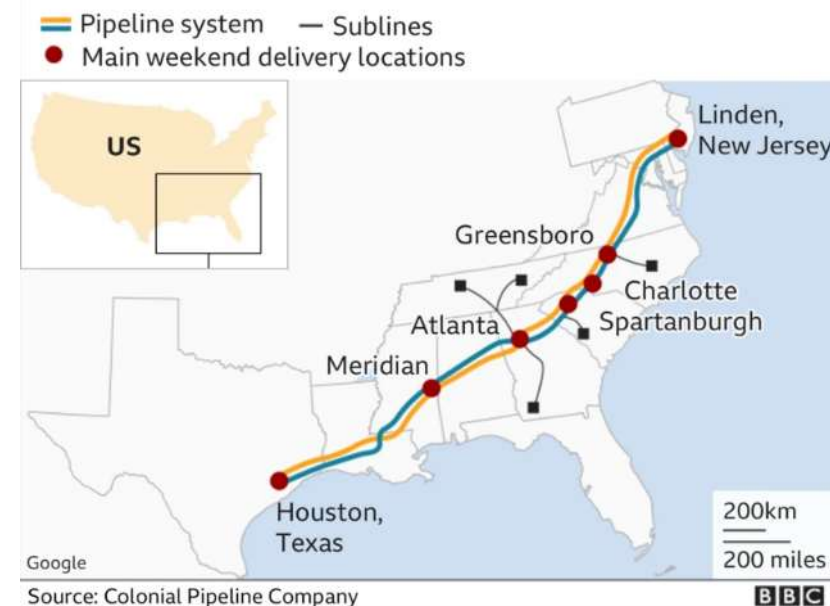 Pipeline system
Sublines
Main weekend delivery locations
US
Linden,
New Jersey
Greensboro
Charlotte
Spartanburgh
Atlanta
Meridian
Houston,
Texas
200km
200 miles
Google
Source: Colonial Pipeline Company
BBC